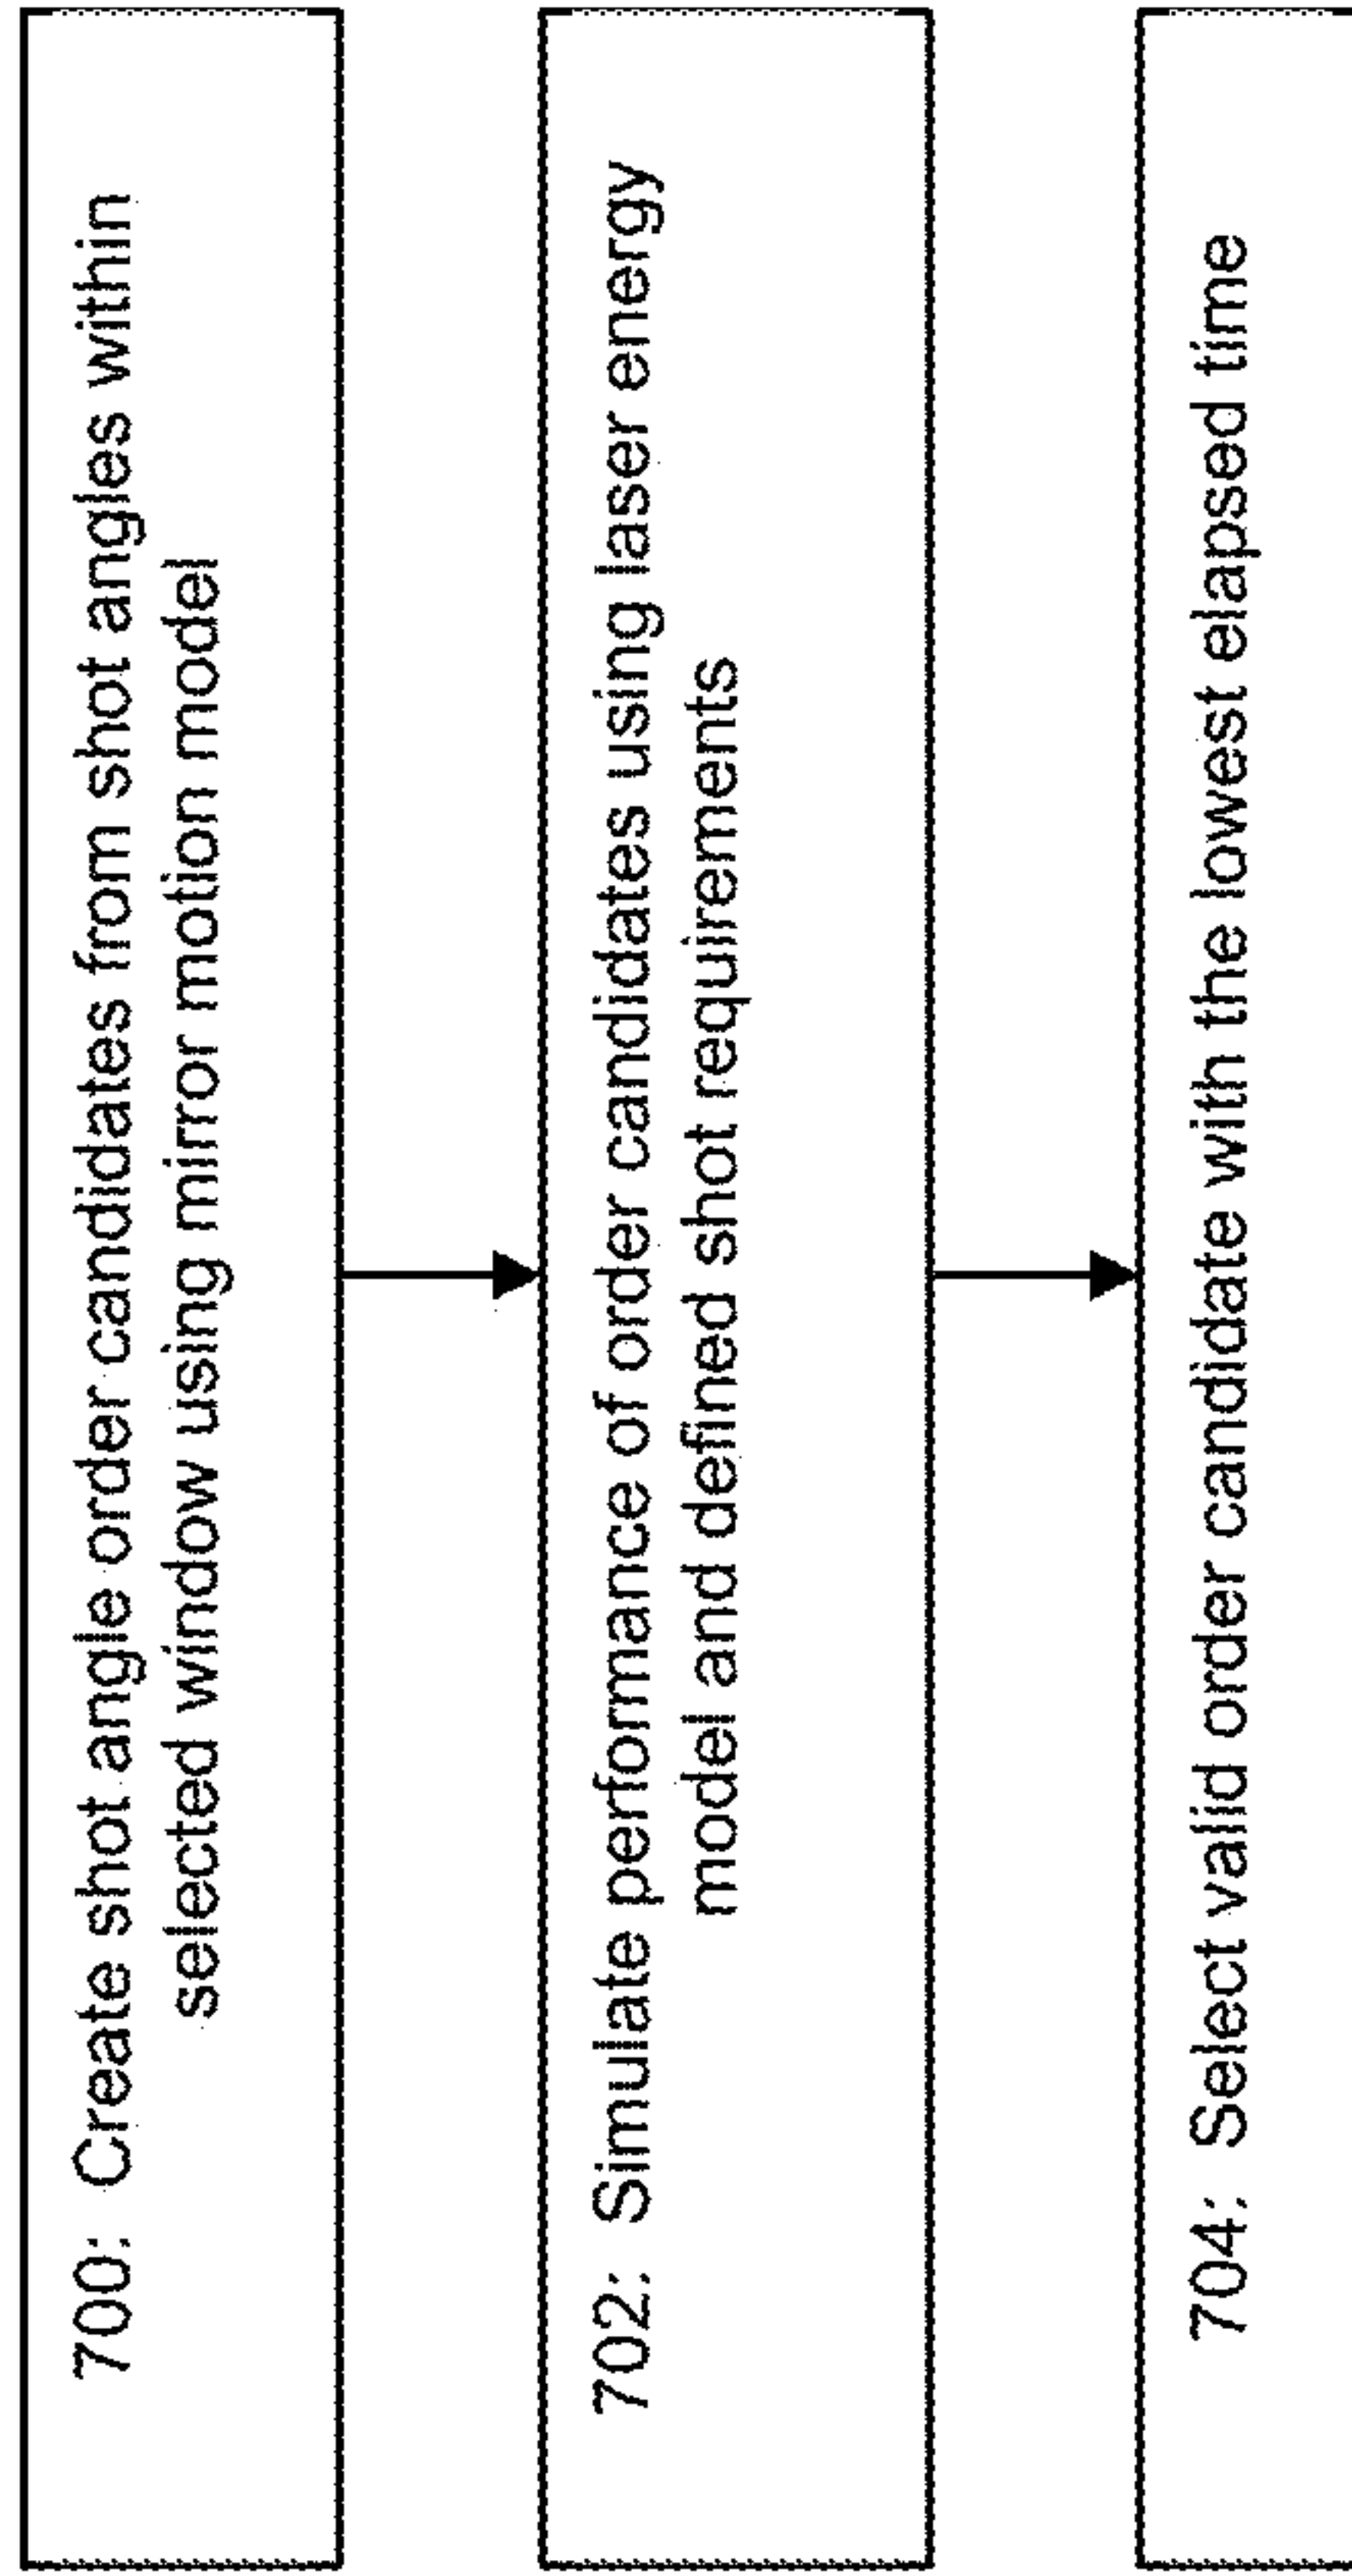 700: Create shot angle order candidates from shot angles within
selected window using mirror motion model
702: Simulate performance of order candidates using laser energy
model and defined shot requirements
704: Select valid order candidate with the lowest elapsed time